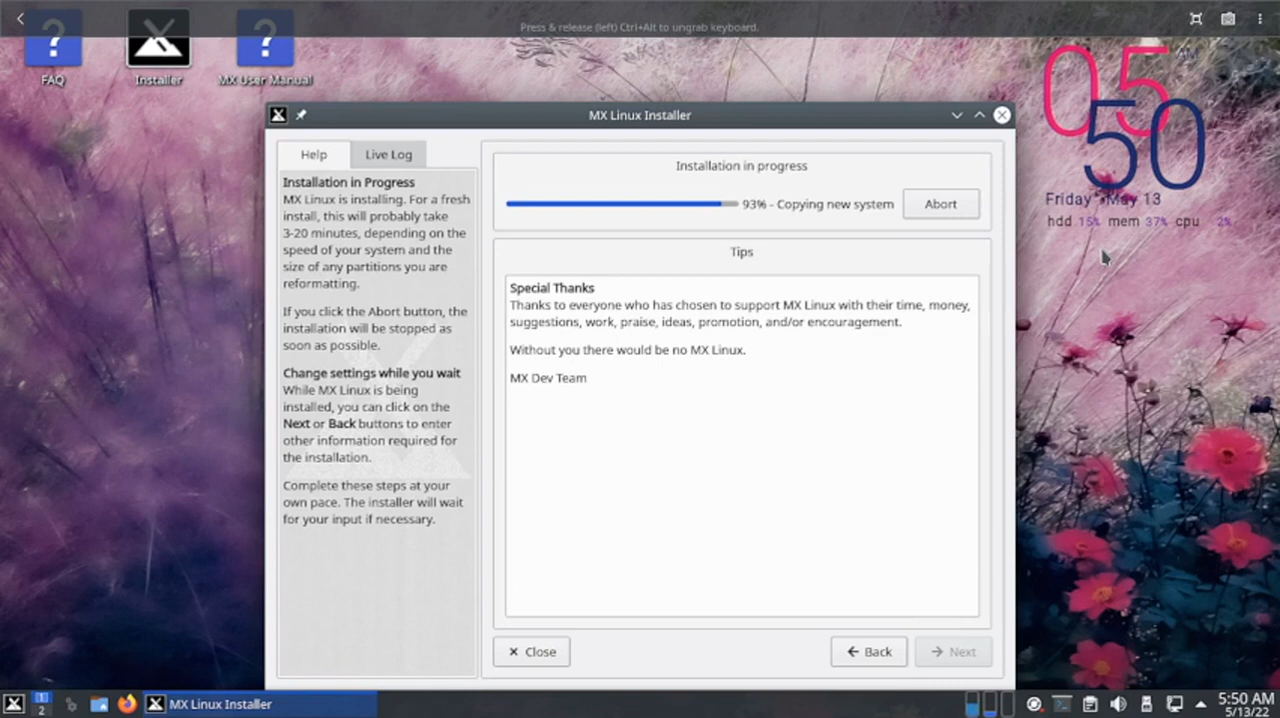 Press & release (left) Ctrl+Alt to ungrab keyboard.
FAQ
Installer
MX User Manual
05
AM
50
Friday May 13
hdd 15% mem 37% cpu 2%
MX Linux Installer
Help
Live Log
Installation in Progress
MX Linux is installing. For a fresh
install, this will probably take
3-20 minutes, depending on the
speed of your system and the
size of any partitions you are
reformatting.
If you click the Abort button, the
installation will be stopped as
soon as possible.
Change settings while you wait
While MX Linux is being
installed, you can click on the
Next or Back buttons to enter
other information required for
the installation.
Complete these steps at your
own pace. The installer will wait
for your input if necessary.
Installation in progress
93% - Copying new system
Abort
Tips
Special Thanks
Thanks to everyone who has chosen to support MX Linux with their time, money,
suggestions, work, praise, ideas, promotion, and/or encouragement.
Without you there would be no MX Linux.
MX Dev Team
Close
Back
Next
1
2
MX Linux Installer
5:50 AM
5/13/22